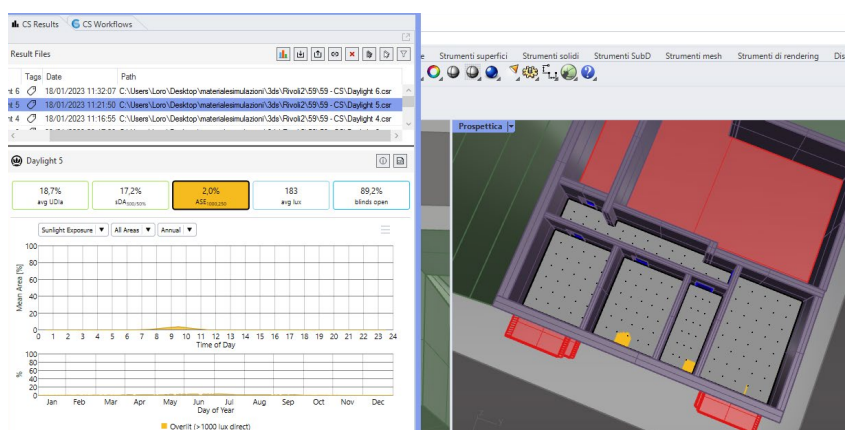 CS Results CS Workflows
Result Files
Tags Date Path
nt 6 18/01/2023 11:32:07 C:\Users\Loro\Desktop\materialesimulazioni\3ds\Rivoli2\59\59 - CS\Daylight 6.csr
nt 5 18/01/2023 11:21:50 C:\Users\Loro\Desktop\materialesimulazioni\3ds\Rivoli2\59\59 - CS\Daylight 5.csr
nt 4 18/01/2023 11:16:55 C:\Users\Loro\Desktop\materialesimulazioni\3ds\Rivoli2\59\59 - CS\Daylight 4.csr
Daylight 5
18,7% 17,2% 2,0% 183 89,2%
avg UDIa sDA300/50% ASE1000,250 avg lux blinds open
Sunlight Exposure All Areas Annual
Mean Area [%]
100
80
60
40
20
0
0 1 2 3 4 5 6 7 8 9 10 11 12 13 14 15 16 17 18 19 20 21 22 23 24
Time of Day
%
100
80
60
40
20
0
Jan Feb Mar Apr May Jun Jul Aug Sep Oct Nov Dec
Day of Year
Overlit (>1000 lux direct)
e Strumenti superfici Strumenti solidi Strumenti SubD Strumenti mesh Strumenti di rendering Dis
Prospettica